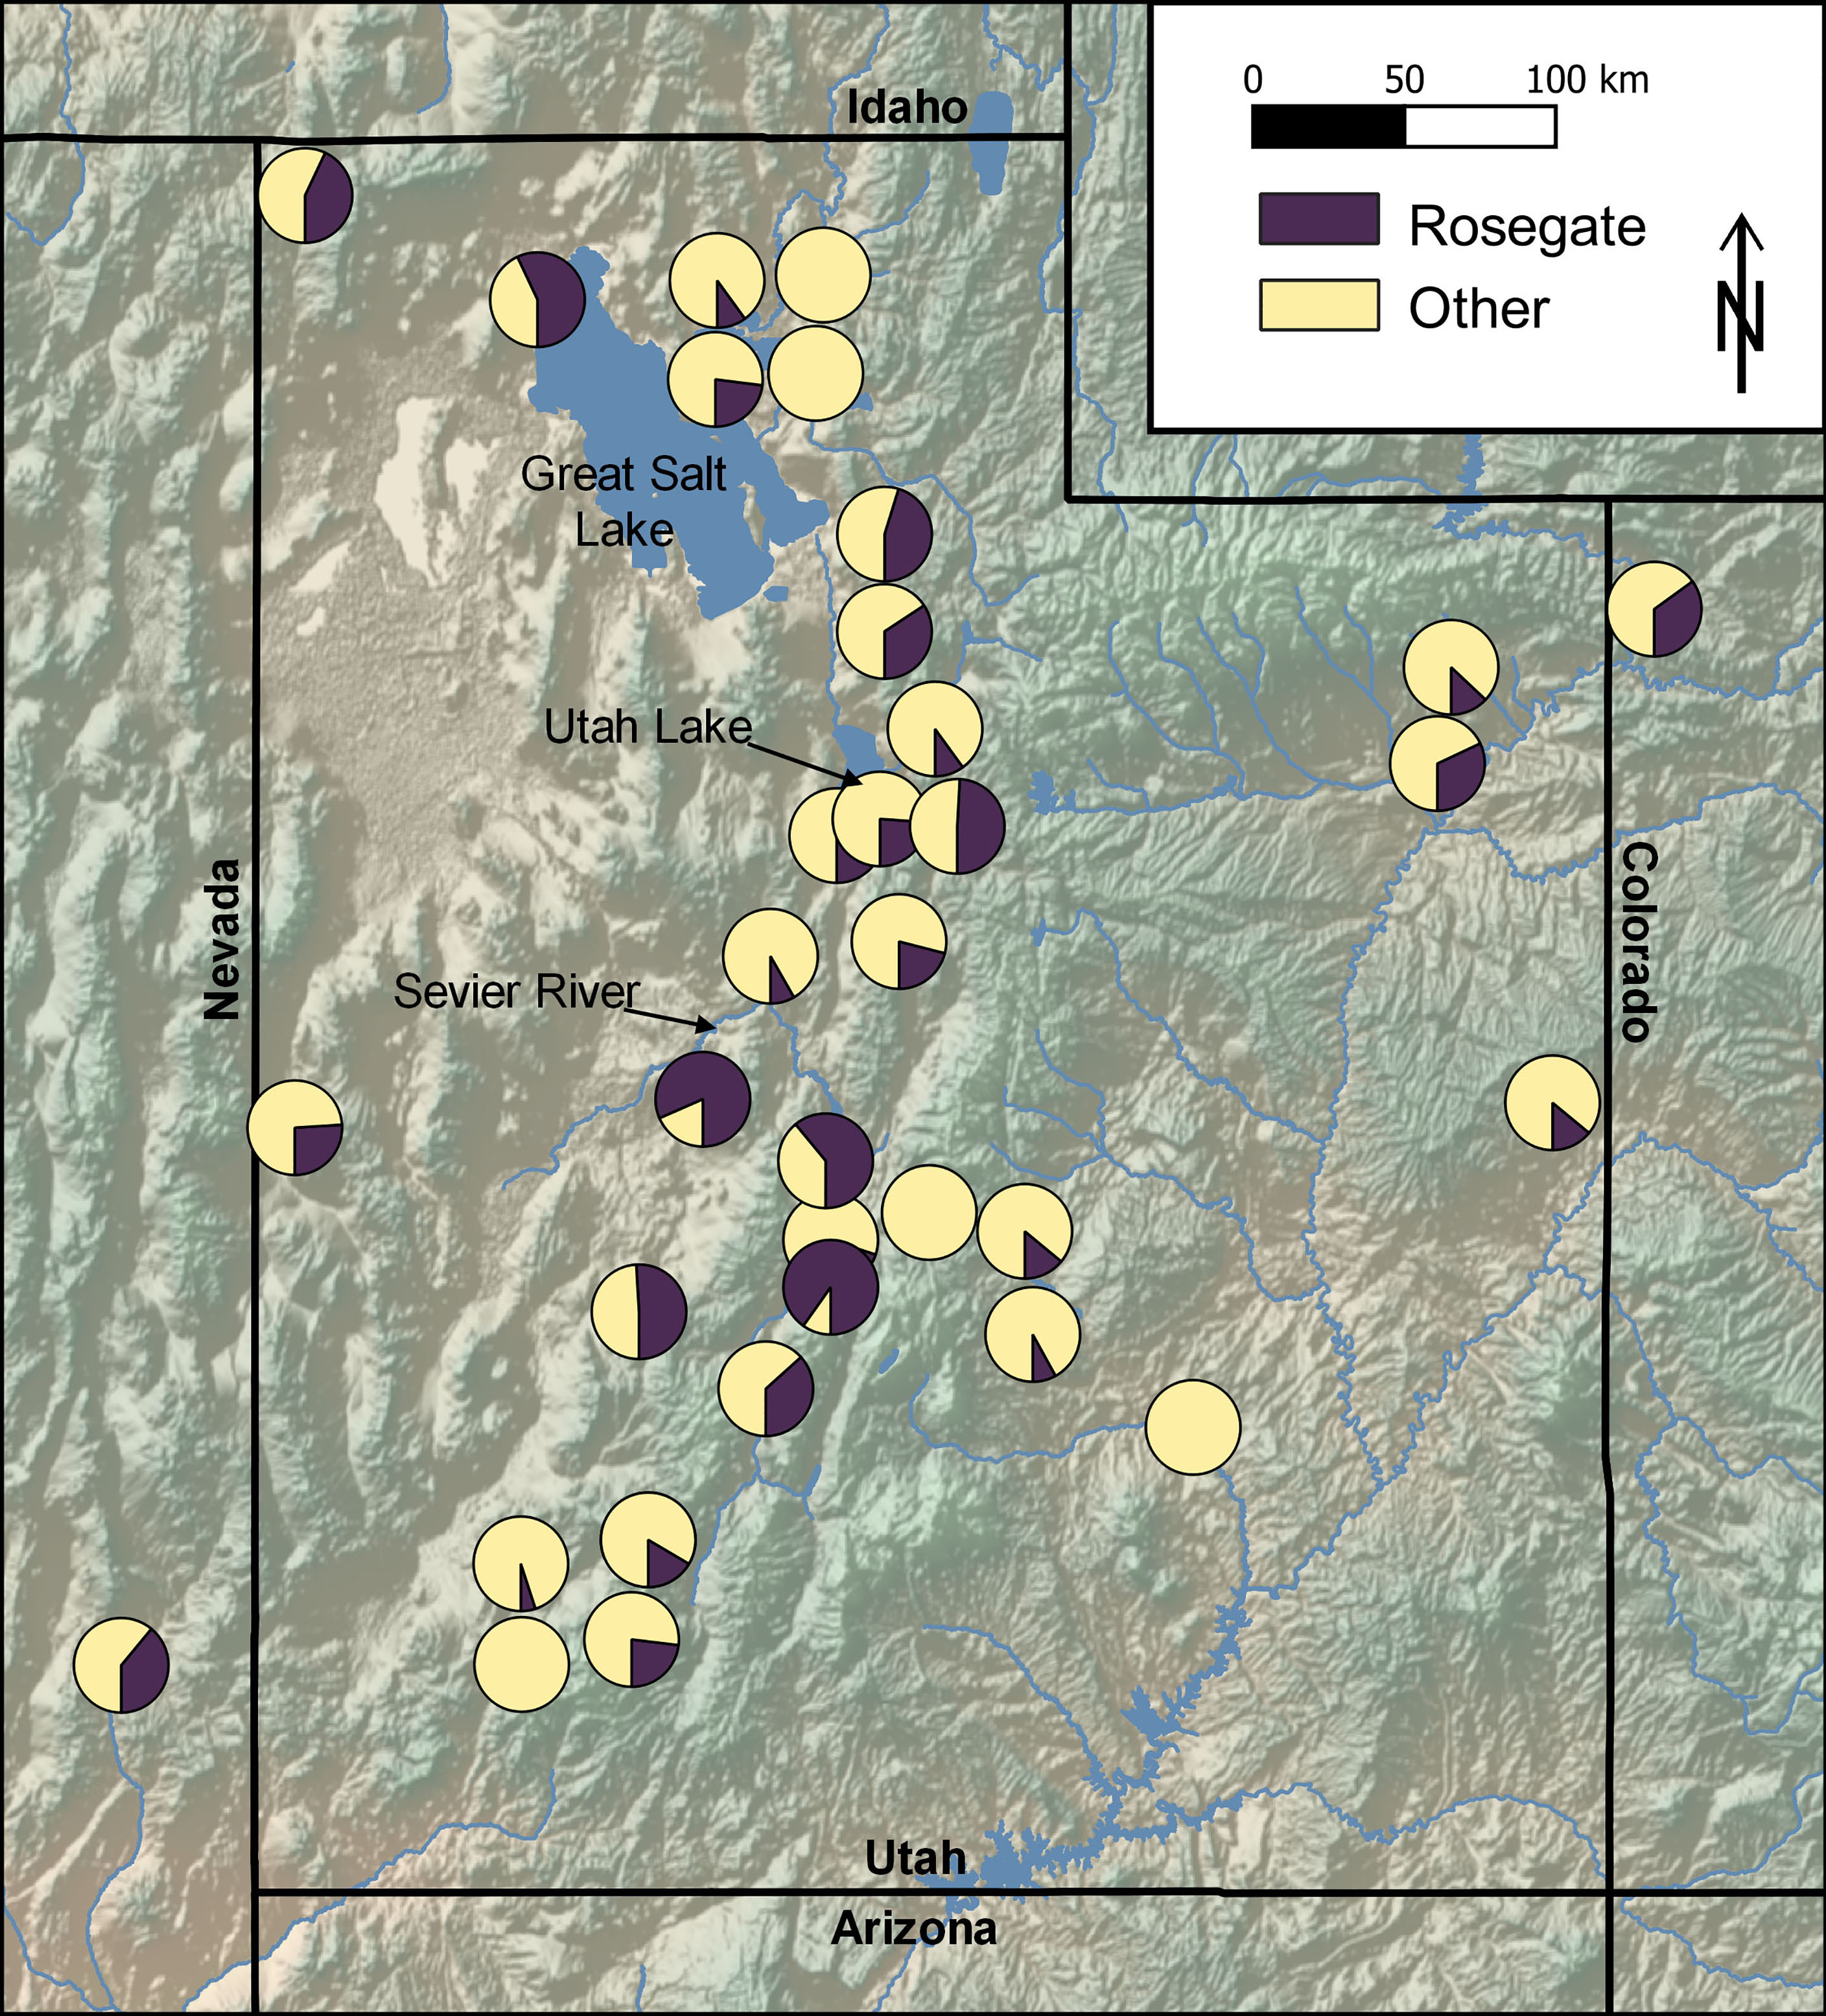 0 50 100 km
Rosegate
Other
N
Idaho
Great Salt
Lake
Utah Lake
Nevada
Colorado
Sevier River
Utah
Arizona